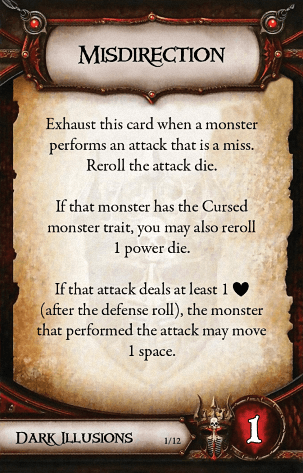 Misdirection
Exhaust this card when a monster
performs an attack that is a miss.
Reroll the attack die.
If that monster has the Cursed
monster trait, you may also reroll
1 power die.
If that attack deals at least 1 ♥
(after the defense roll), the monster
that performed the attack may move
1 space.
Dark Illusions 1/12 1